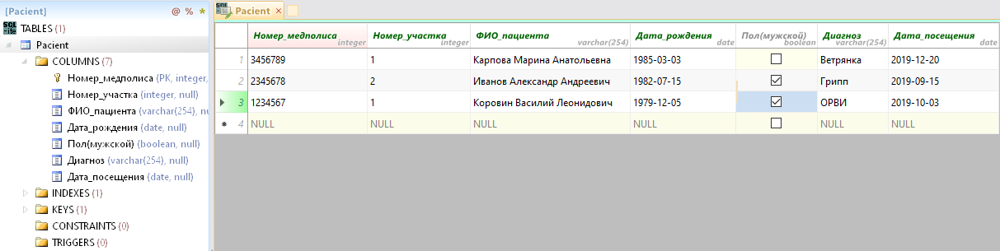 [Pacient] @ % *
SQL ite TABLES (1)
Pacient
COLUMNS (7)
Номер_медполиса (PK, integer,
Номер_участка (integer, null)
ФИО_пациента (varchar(254), n
Дата_рождения (date, null)
Пол(мужской) (boolean, null)
Диагноз (varchar(254), null)
Дата_посещения (date, null)
INDEXES (1)
KEYS (1)
CONSTRAINTS (0)
TRIGGERS (0)
SQL ite Pacient ×
Номер_медполиса integer Номер_участка integer ФИО_пациента varchar(254) Дата_рождения date Пол(мужской) boolean Диагноз varchar(254) Дата_посещения date
1 3456789 1 Карпова Марина Анатольевна 1985-03-03 Ветрянка 2019-12-20
2 2345678 2 Иванов Александр Андреевич 1982-07-15 Грипп 2019-09-15
3 1234567 1 Коровин Василий Леонидович 1979-12-05 ОРВИ 2019-10-03
4 NULL NULL NULL NULL NULL NULL